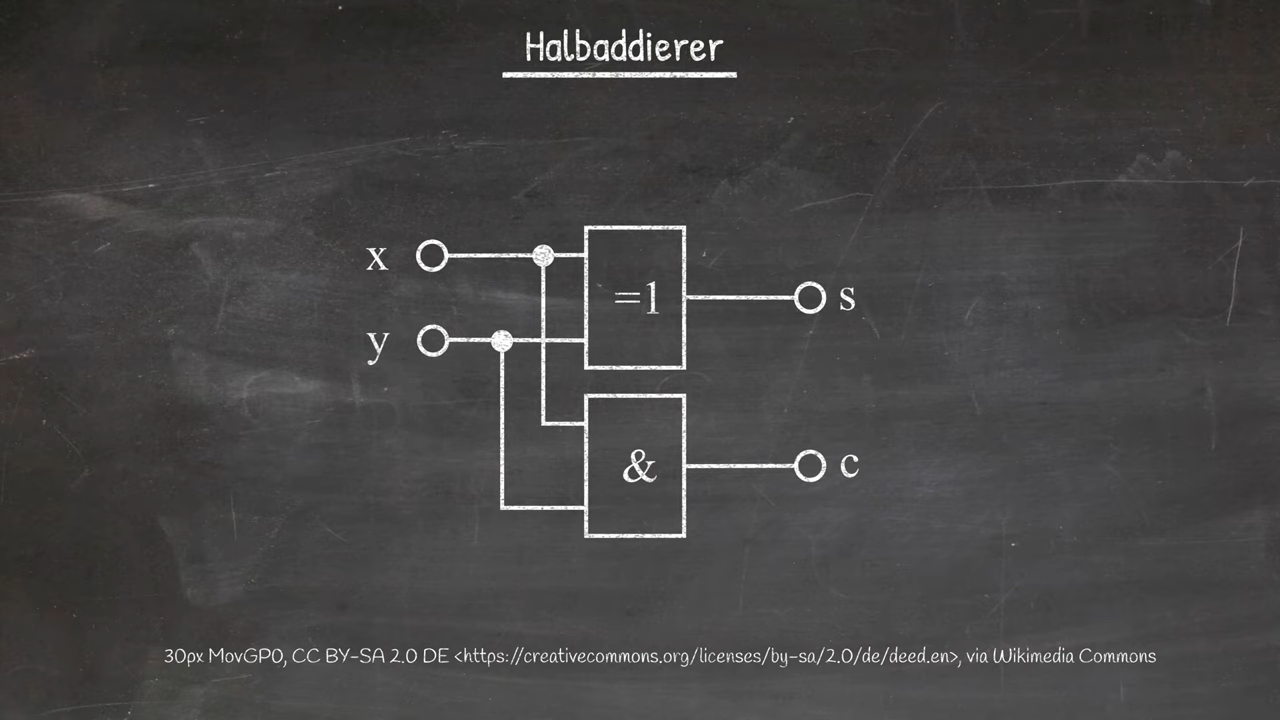 Halbaddierer
x
=1
s
y
&
c
30px MovGP0, CC BY-SA 2.0 DE <https://creativecommons.org/licenses/by-sa/2.0/de/deed.en>, via Wikimedia Commons